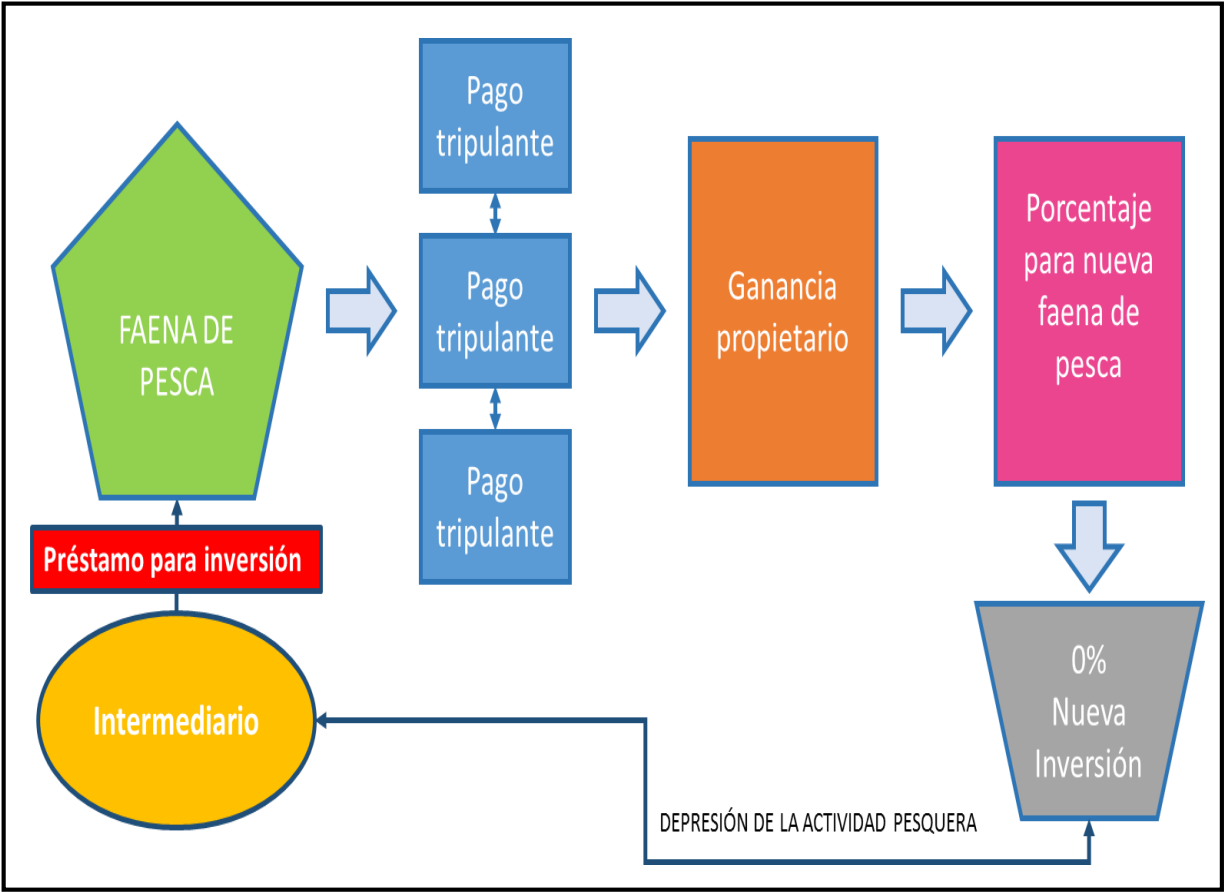 FAENA DE
PESCA
Préstamo para inversión
Intermediario
Pago
tripulante
Pago
tripulante
Pago
tripulante
Ganancia
propietario
Porcentaje
para nueva
faena de
pesca
0%
Nueva
Inversión
DEPRESIÓN DE LA ACTIVIDAD PESQUERA